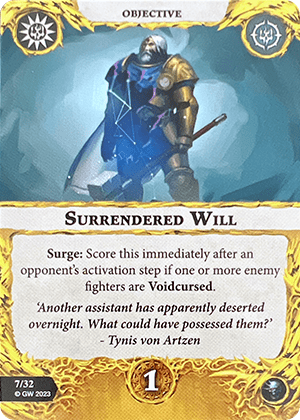 OBJECTIVE
SURRENDERED WILL
Surge: Score this immediately after an
opponent's activation step if one or more enemy
fighters are Voidcursed.
'Another assistant has apparently deserted
overnight. What could have possessed them?'
- Tynis von Artzen
7/32
© GW 2023
1